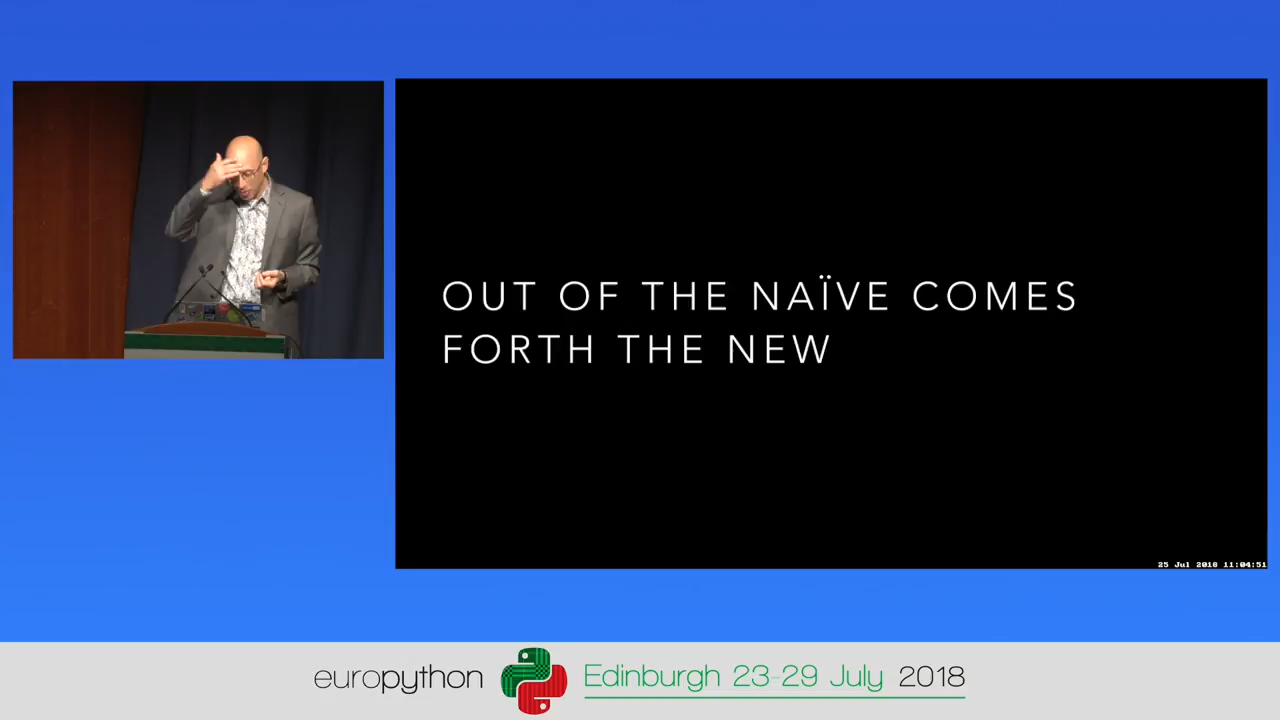 OUT OF THE NAÏVE COMES
FORTH THE NEW
25 Jul 2018 11:04:51
europython Edinburgh 23-29 July 2018